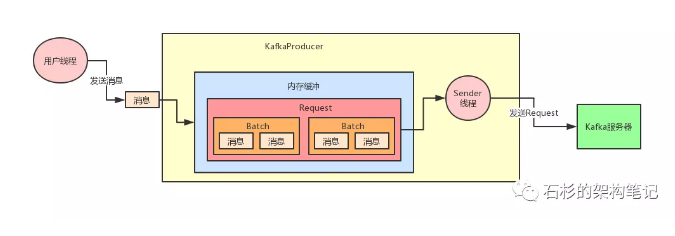 KafkaProducer
用户线程
发送消息
消息
内存缓冲
Request
Batch
消息 消息
Batch
消息 消息
Sender
线程
发送Request
Kafka服务器
石杉的架构笔记